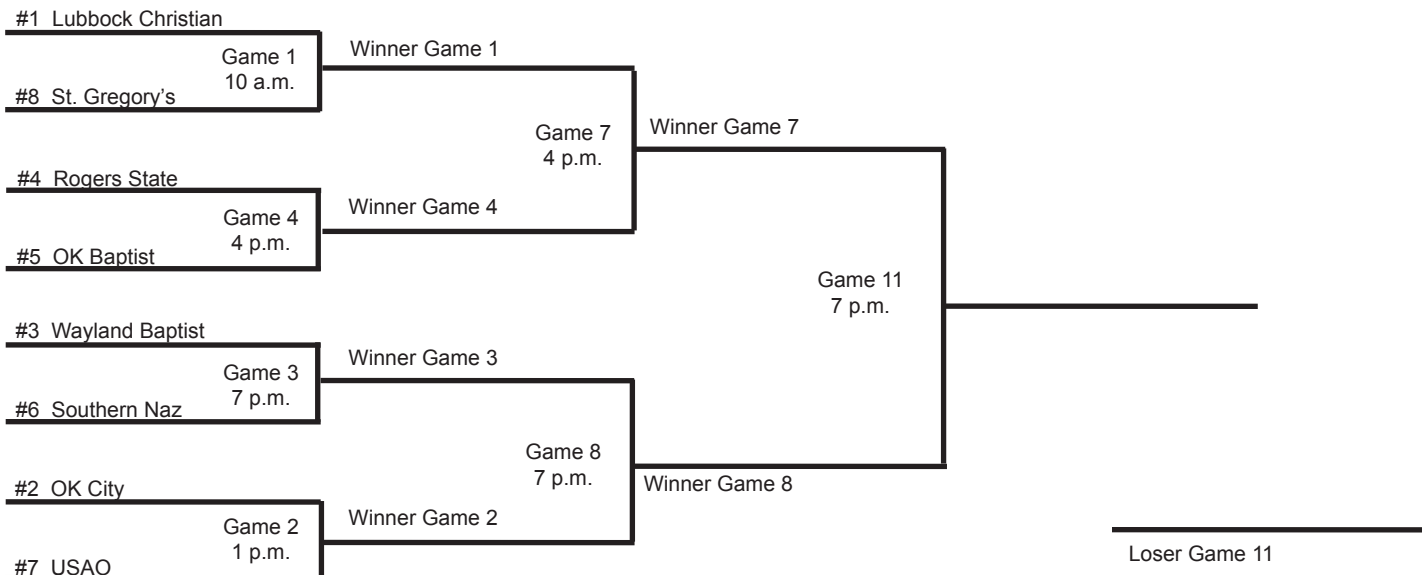 #1 Lubbock Christian
Game 1
10 a.m.
#8 St. Gregory's
Winner Game 1
#4 Rogers State
Game 4
4 p.m.
#5 OK Baptist
Winner Game 4
Game 7
4 p.m.
Winner Game 7
#3 Wayland Baptist
Game 3
7 p.m.
#6 Southern Naz
Winner Game 3
#2 OK City
Game 2
1 p.m.
#7 USAO
Winner Game 2
Game 8
7 p.m.
Winner Game 8
Game 11
7 p.m.
Loser Game 11